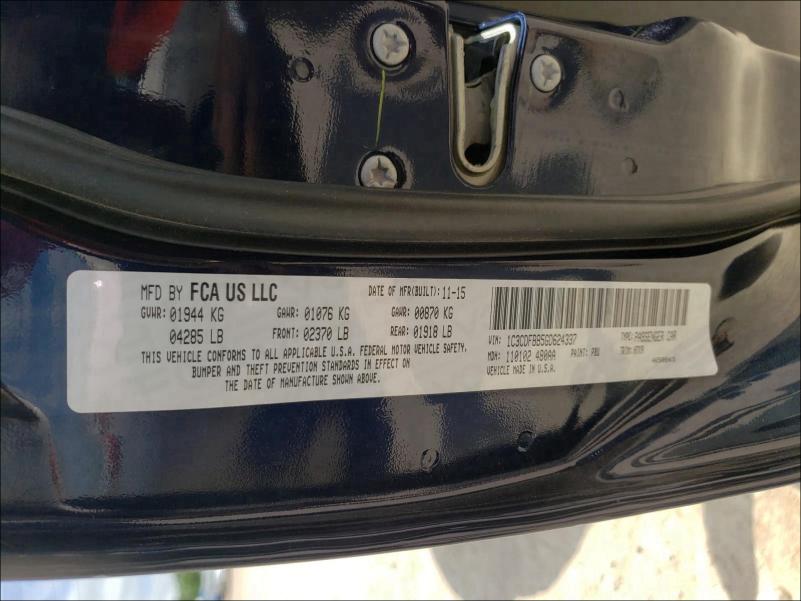 MFD BY FCA US LLC DATE OF MFR(BUILT): 11-15
GVWR: 01944 KG GAWR: 01076 KG GAWR: 00870 KG
04285 LB FRONT: 02370 LB REAR: 01918 LB
THIS VEHICLE CONFORMS TO ALL APPLICABLE U.S.A. FEDERAL MOTOR VEHICLE SAFETY,
BUMPER AND THEFT PREVENTION STANDARDS IN EFFECT ON
THE DATE OF MANUFACTURE SHOWN ABOVE.
VIN: 1C3CDFBB5GD624337 TYPE: PASSENGER CAR
MDH: 110102 480AA PAINT: PBU TRIM:
VEHICLE MADE IN U.S.A.